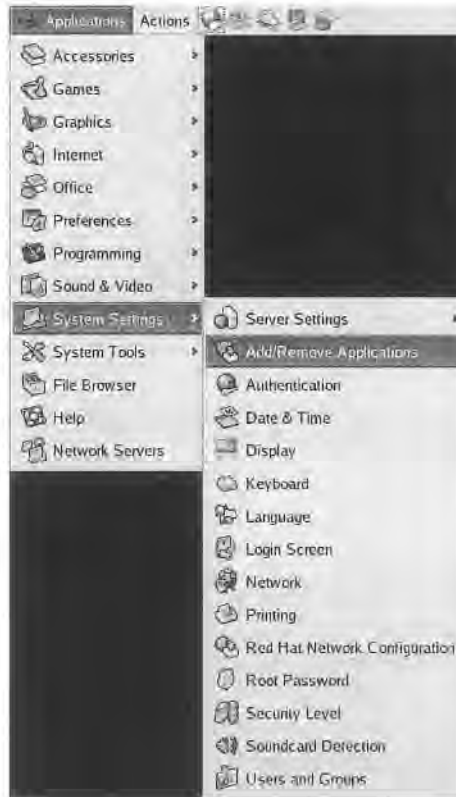 Applications Actions
Accessories
Games
Graphics
Internet
Office
Preferences
Programming
Sound & Video
System Settings
System Tools
File Browser
Help
Network Servers
Server Settings
Add/Remove Applications
Authentication
Date & Time
Display
Keyboard
Language
Login Screen
Network
Printing
Red Hat Network Configuration
Root Password
Security Level
Soundcard Detection
Users and Groups